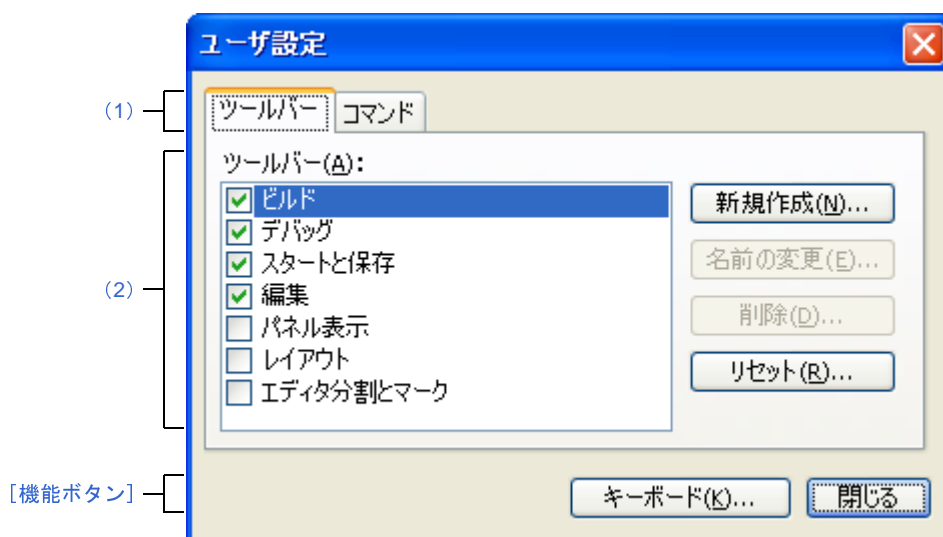 ユーザ設定
(1)
ツールバー コマンド
(2)
ツールバー(A):
ビルド
デバッグ
スタートと保存
編集
パネル表示
レイアウト
エディタ分割とマーク
新規作成(N)...
名前の変更(E)...
削除(D)...
リセット(R)...
[機能ボタン]
キーボード(K)... 閉じる